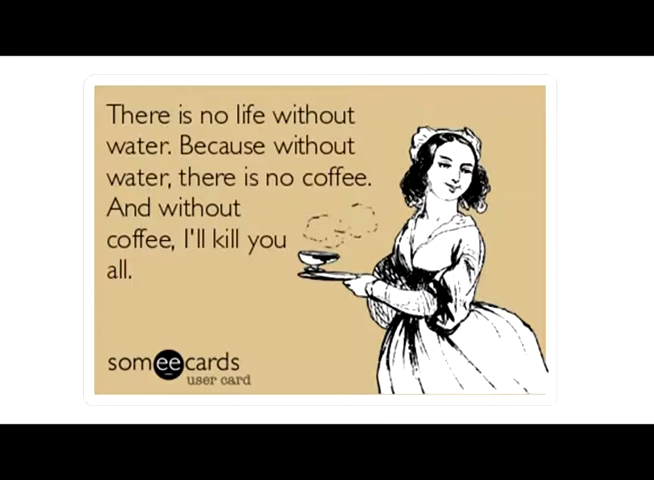 There is no life without
water. Because without
water, there is no coffee.
And without
coffee, I'll kill you
all.
someecards
user card